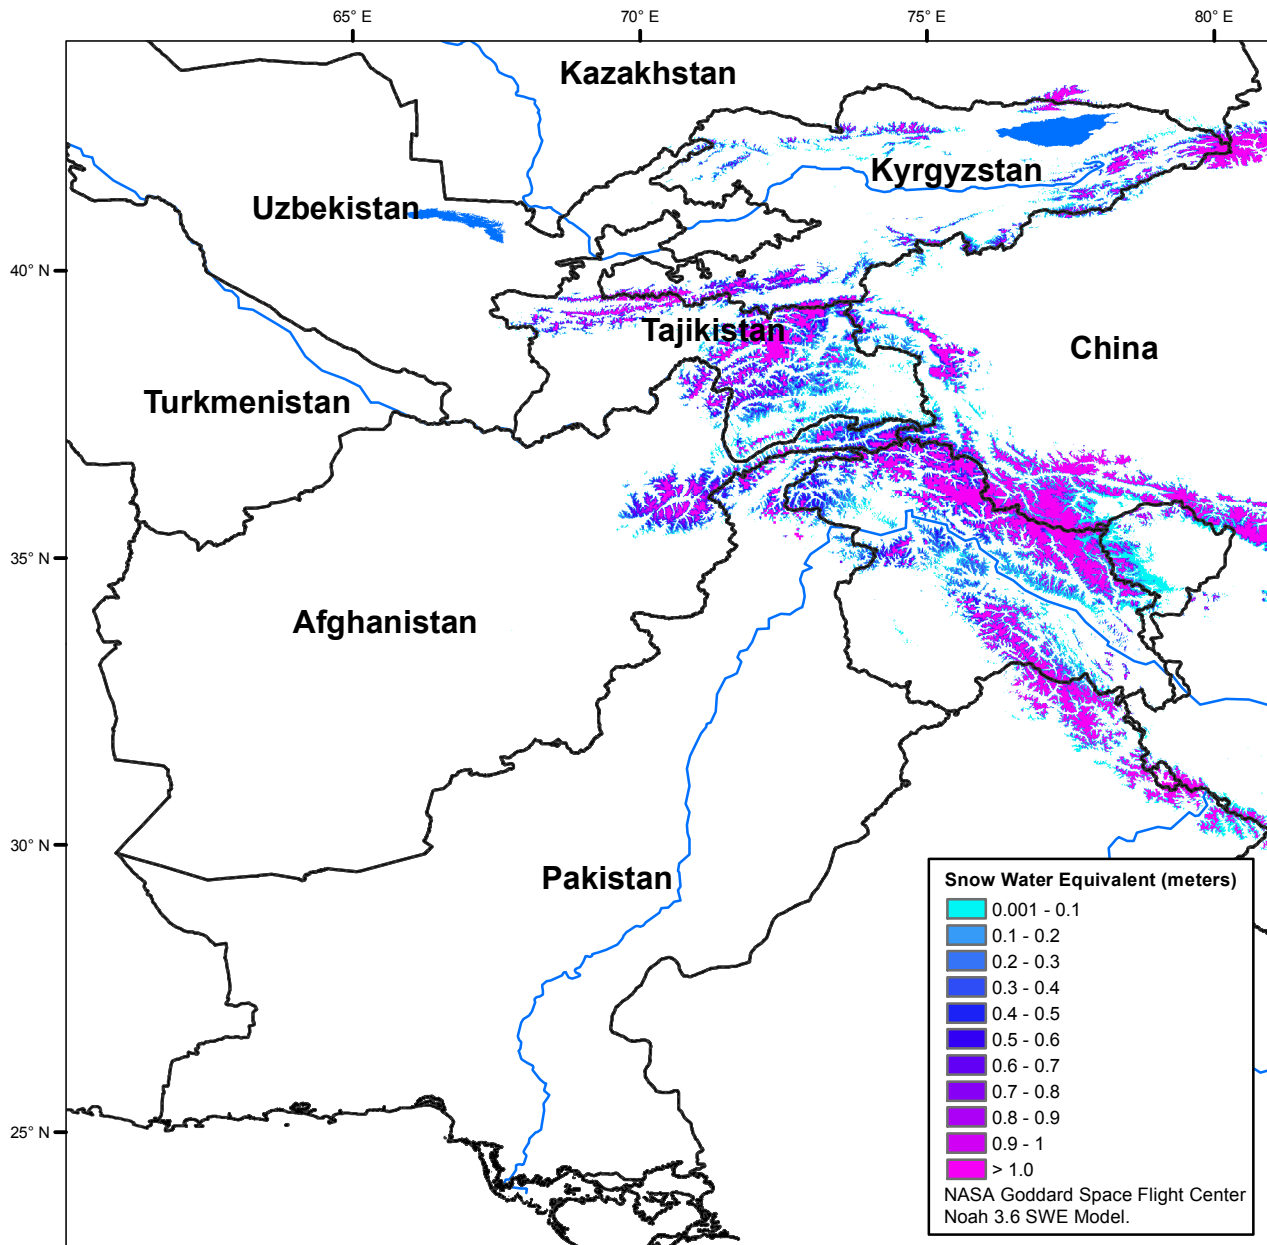 65° E
70° E
75° E
80° E
Kazakhstan
Kyrgyzstan
Uzbekistan
40° N
Tajikistan
China
Turkmenistan
35° N
Afghanistan
30° N
Pakistan
25° N
Snow Water Equivalent (meters)
0.001 - 0.1
0.1 - 0.2
0.2 - 0.3
0.3 - 0.4
0.4 - 0.5
0.5 - 0.6
0.6 - 0.7
0.7 - 0.8
0.8 - 0.9
0.9 - 1
> 1.0
NASA Goddard Space Flight Center
Noah 3.6 SWE Model.